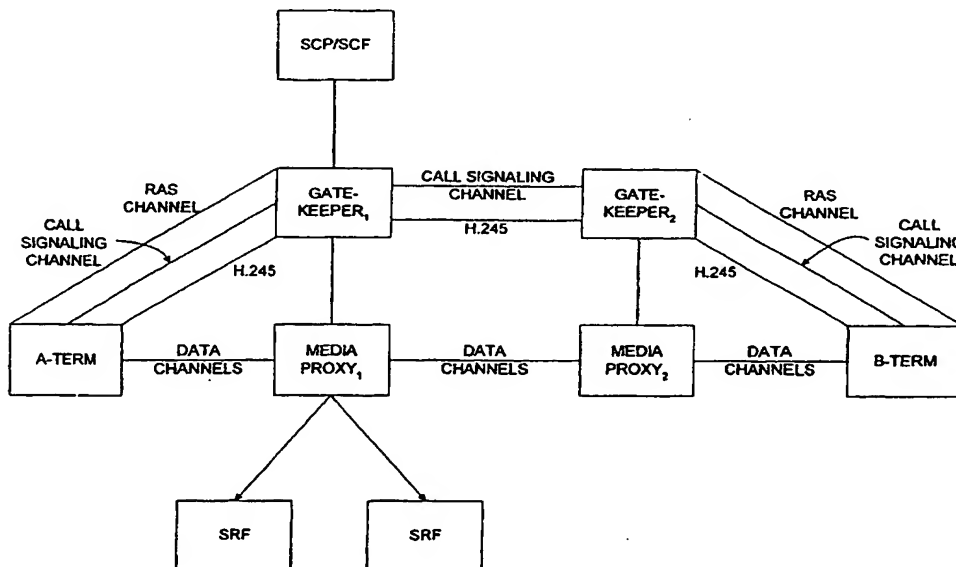 SCP/SCF
RAS
CHANNEL
GATE-
KEEPER1
CALL SIGNALING
CHANNEL
H.245
GATE-
KEEPER2
RAS
CHANNEL
CALL
SIGNALING
CHANNEL
H.245
H.245
CALL
SIGNALING
CHANNEL
A-TERM
DATA
CHANNELS
MEDIA
PROXY1
DATA
CHANNELS
MEDIA
PROXY2
DATA
CHANNELS
B-TERM
SRF
SRF